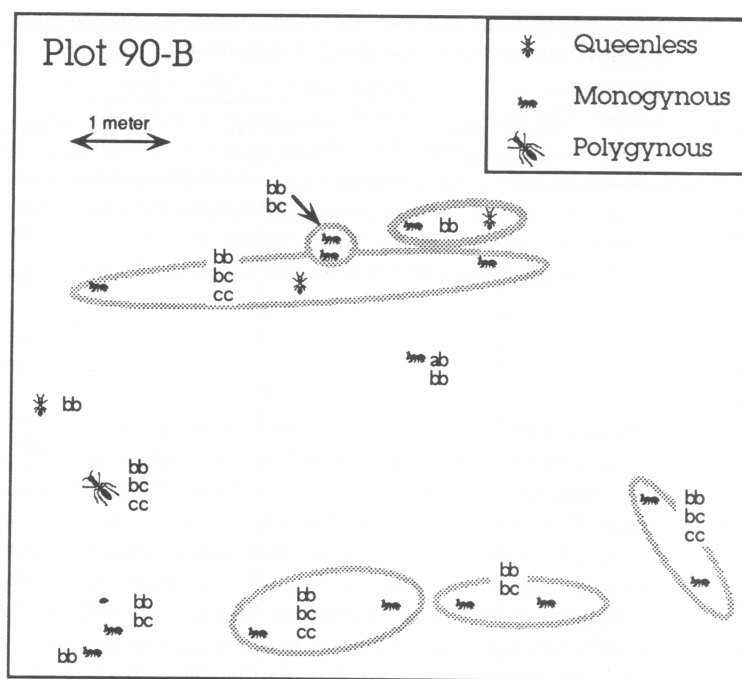 Plot 90-B
Queenless
Monogynous
Polygynous
1 meter
bb
bc
bb
bb
bc
cc
ab
bb
bb
bb
bc
cc
bb
bc
cc
bb
bc
bb
bc
cc
bb
bc
bb